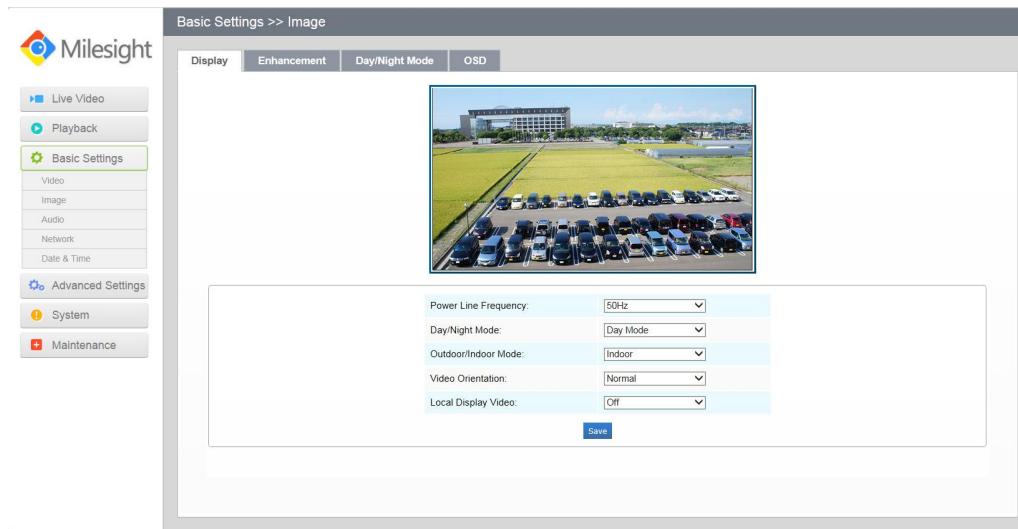 Milesight
Live Video
Playback
Basic Settings
Video
Image
Audio
Network
Date & Time
Advanced Settings
System
Maintenance
Basic Settings >> Image
Display Enhancement Day/Night Mode OSD
Power Line Frequency: 50Hz
Day/Night Mode: Day Mode
Outdoor/Indoor Mode: Indoor
Video Orientation: Normal
Local Display Video: Off
Save